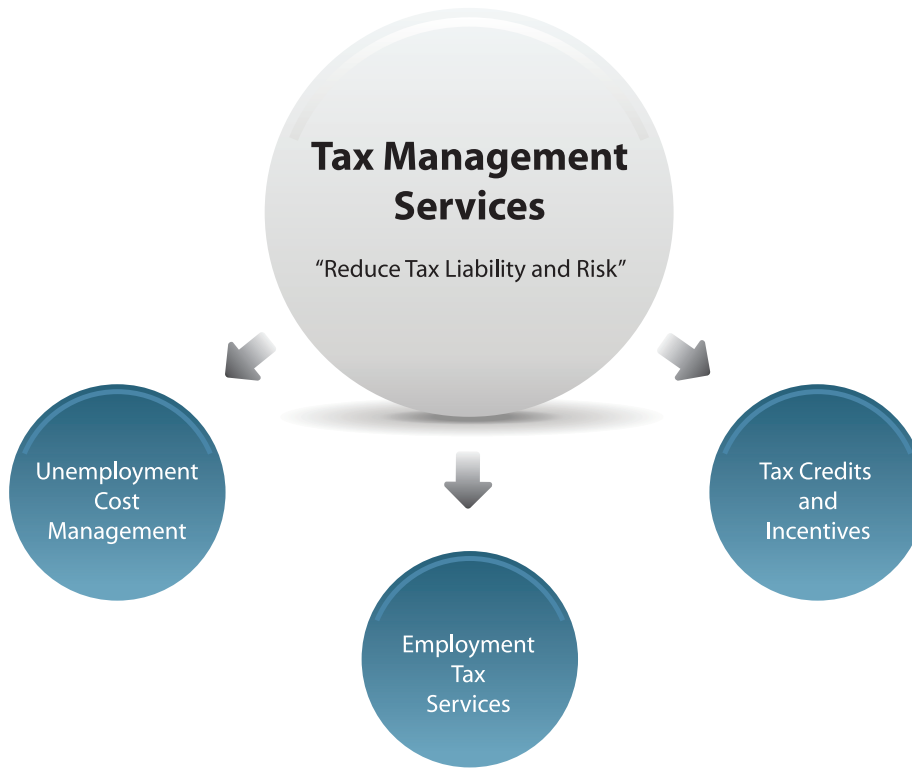 Tax Management
Services
“Reduce Tax Liability and Risk”
Unemployment
Cost
Management
Employment
Tax
Services
Tax Credits
and
Incentives